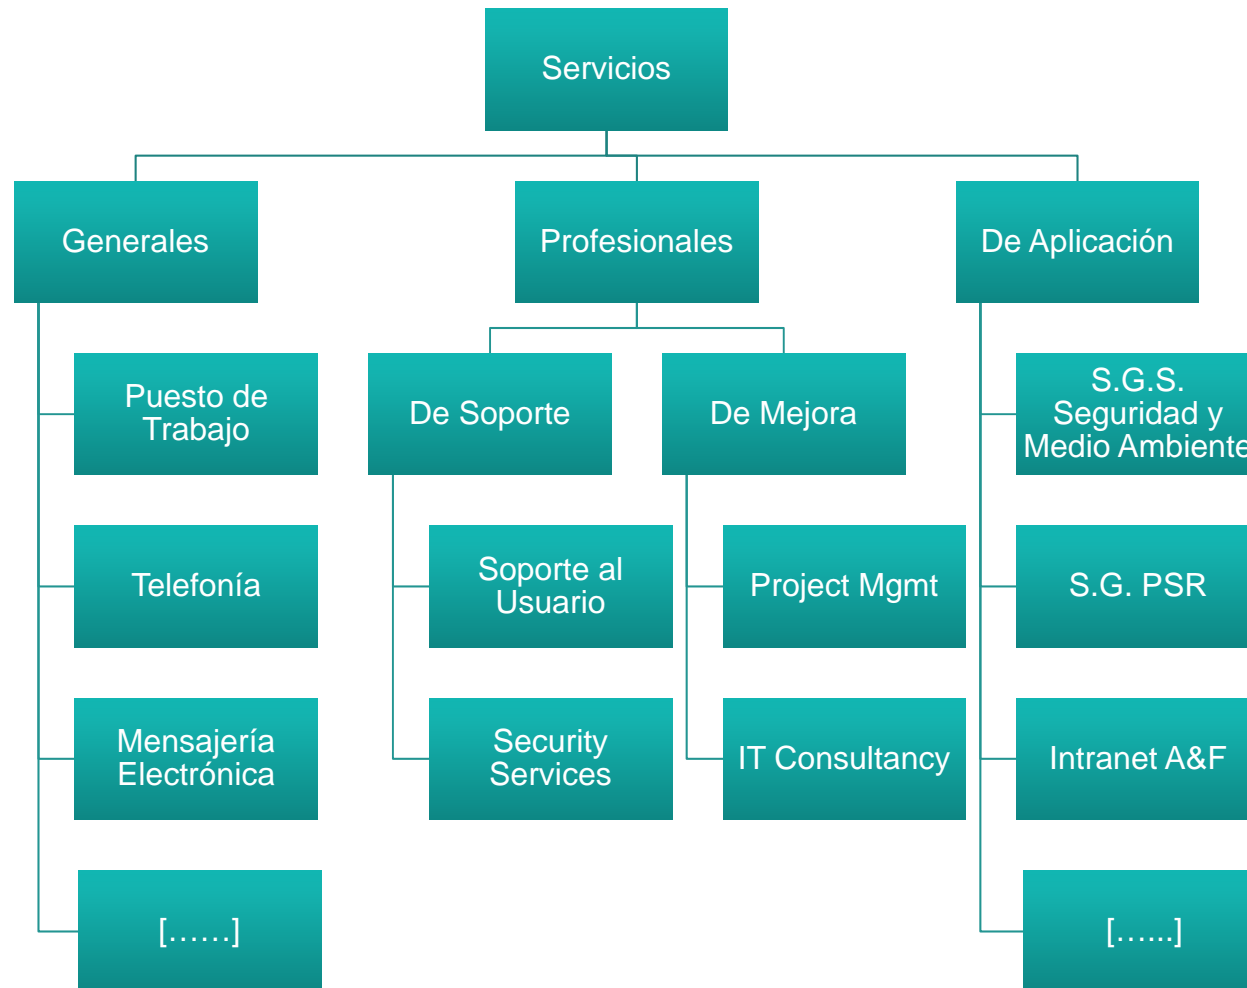 Servicios
Generales
Profesionales
De Aplicación
Puesto de
Trabajo
De Soporte
De Mejora
S.G.S.
Seguridad y
Medio Ambiente
Telefonía
Soporte al
Usuario
Project Mgmt
S.G. PSR
Mensajería
Electrónica
Security
Services
IT Consultancy
Intranet A&F
[……]
[…...]